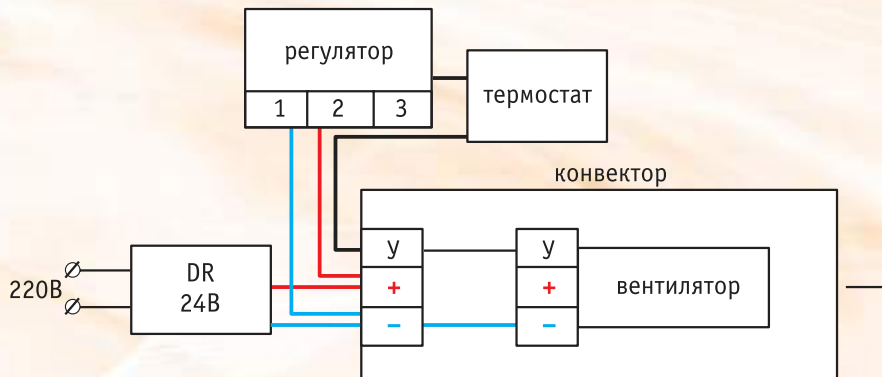 регулятор
1 2 3
термостат
конвектор
У У
220В
DR
24В
+ + вентилятор
− −